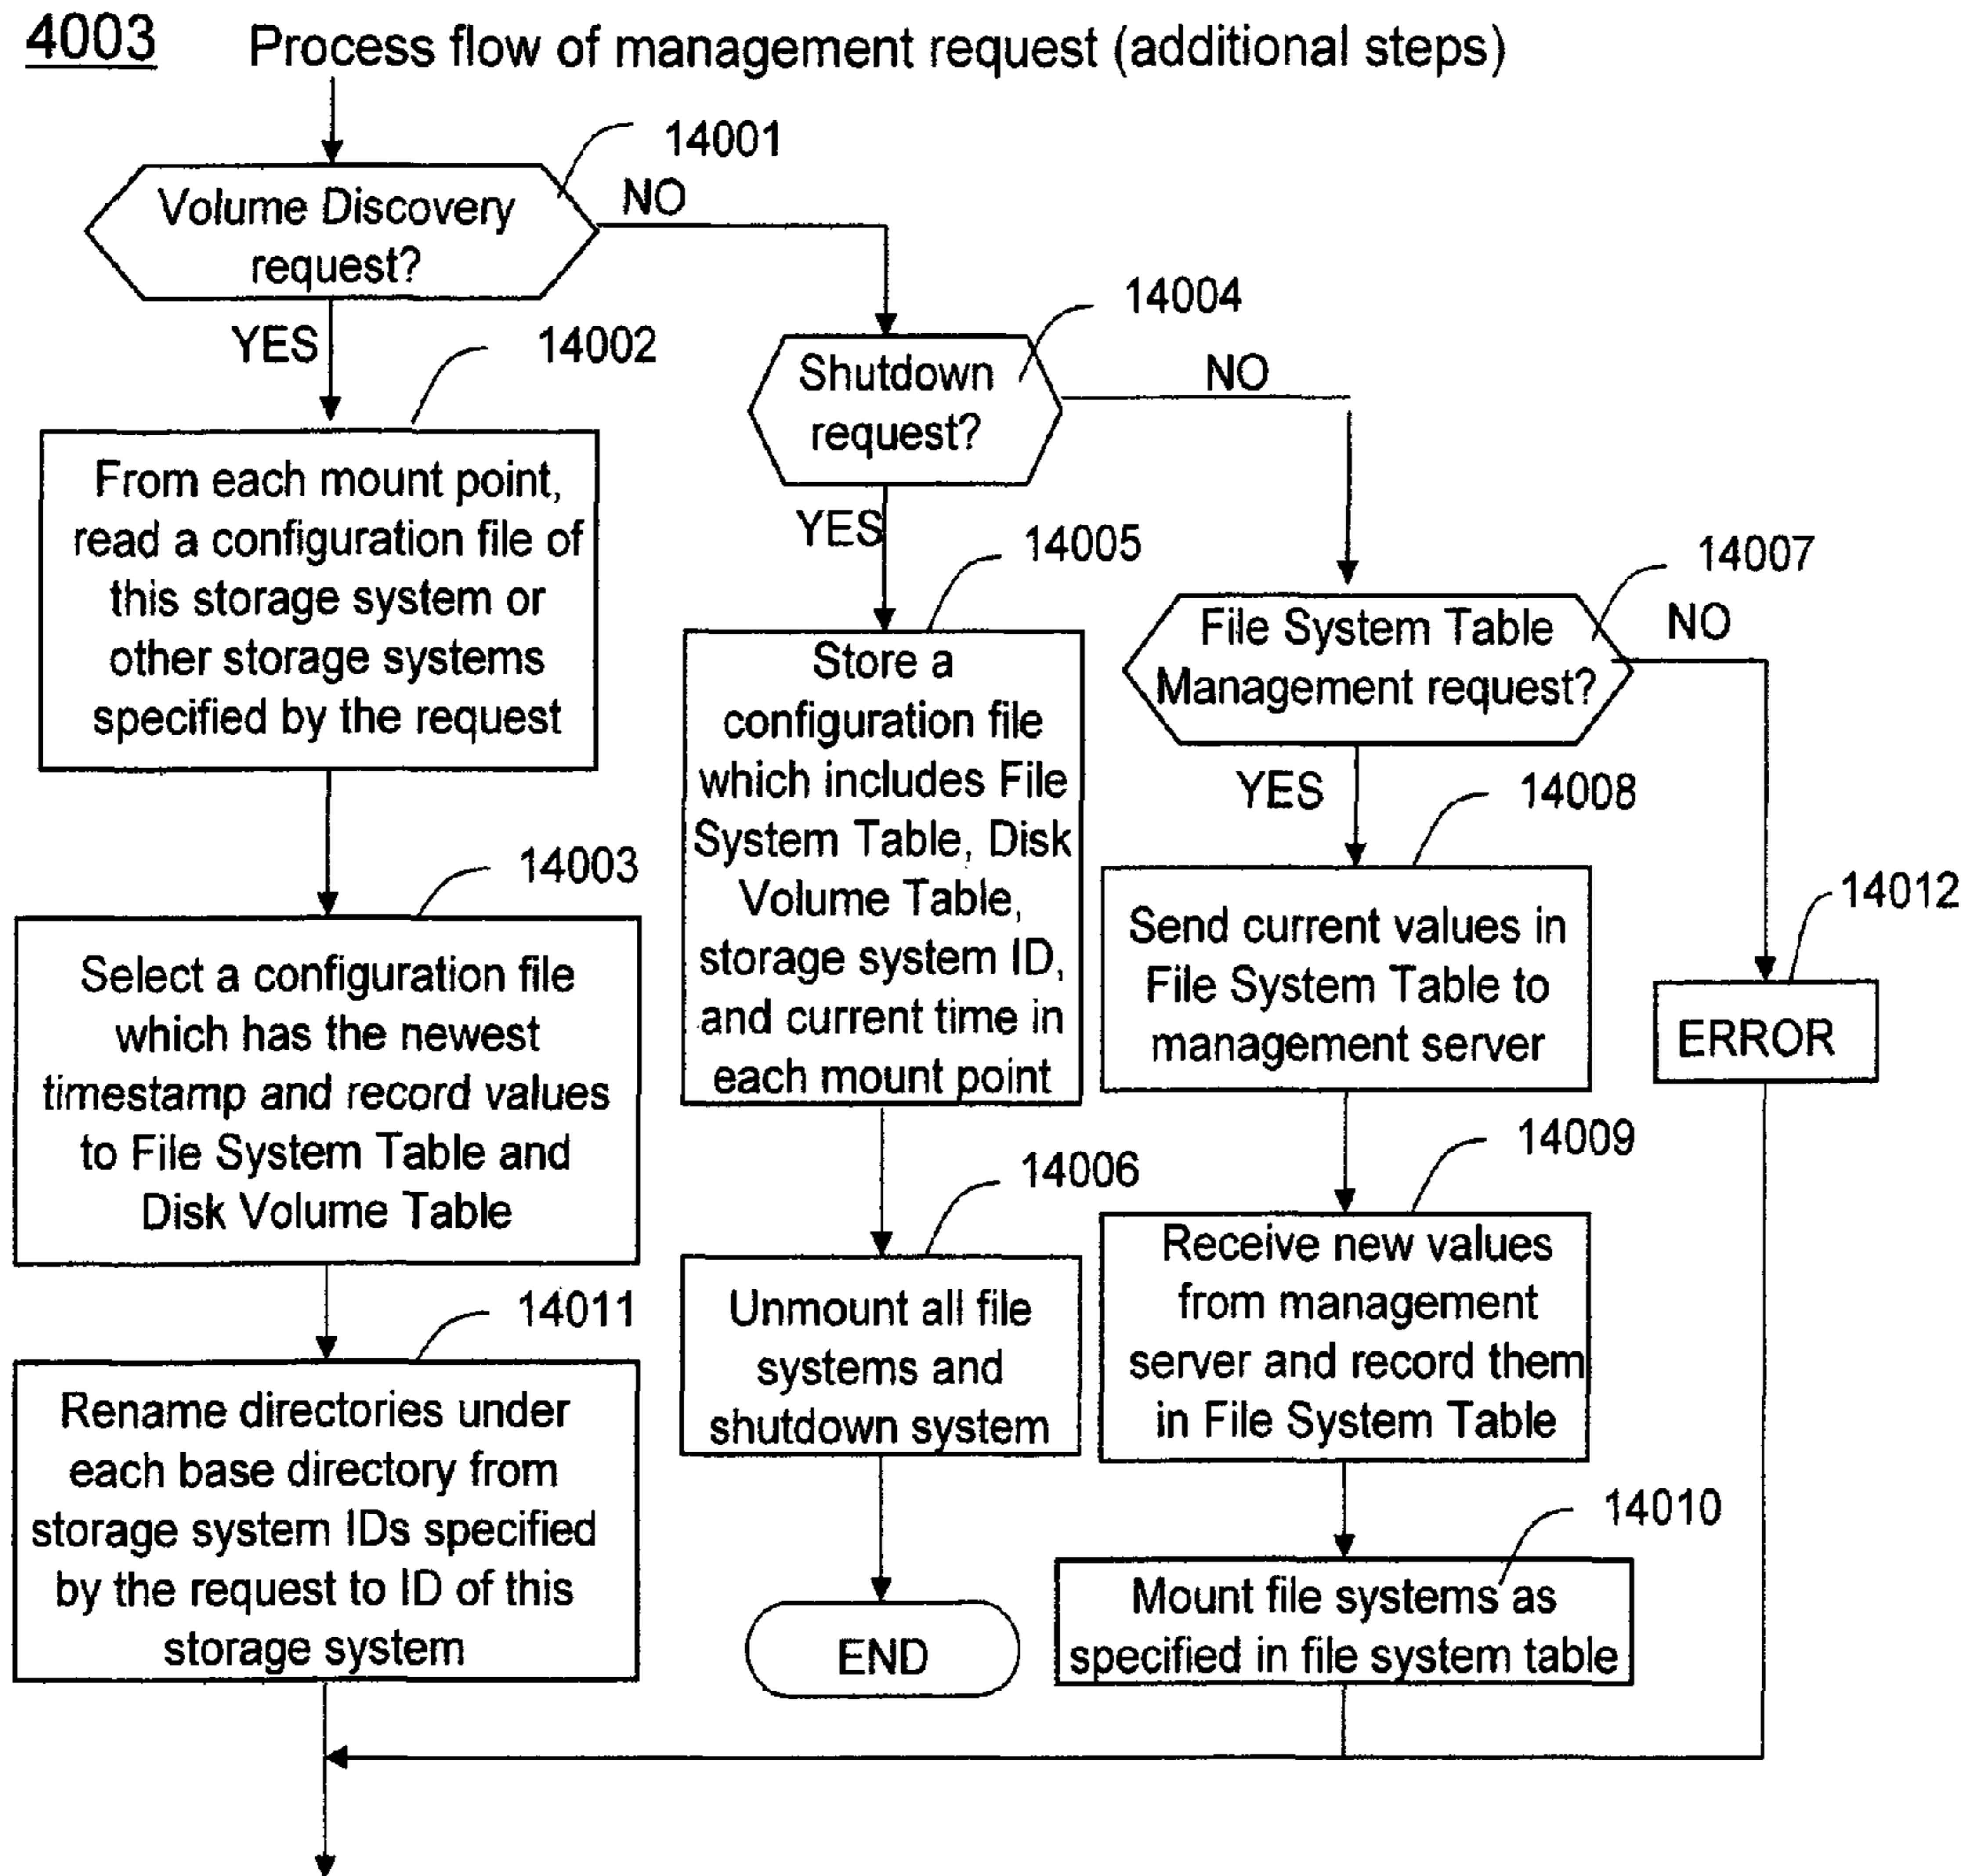 4003 Process flow of management request (additional steps)
14001
Volume Discovery
request?
NO
YES
14002
From each mount point,
read a configuration file of
this storage system or
other storage systems
specified by the request
14003
Select a configuration file
which has the newest
timestamp and record values
to File System Table and
Disk Volume Table
14011
Rename directories under
each base directory from
storage system IDs specified
by the request to ID of this
storage system
14004
Shutdown
request?
NO
YES
14005
Store a
configuration file
which includes File
System Table, Disk
Volume Table,
storage system ID,
and current time in
each mount point
14006
Unmount all file
systems and
shutdown system
END
14007
File System Table
Management request?
NO
YES
14008
Send current values in
File System Table to
management server
14009
Receive new values
from management
server and record them
in File System Table
14010
Mount file systems as
specified in file system table
14012
ERROR